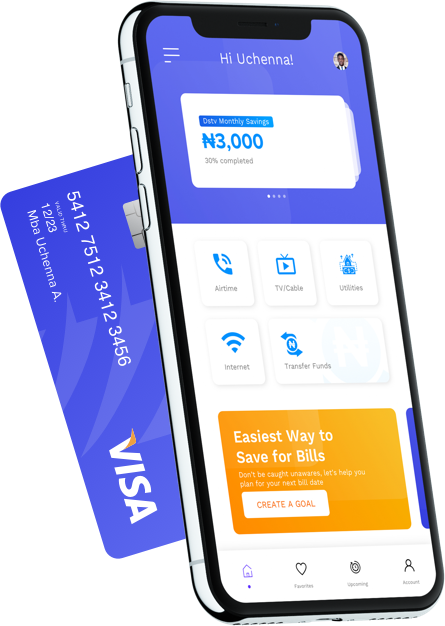 Hi Uchenna!
Dstv Monthly Savings
₦3,000
30% completed
Airtime
TV/Cable
Utilities
Internet
Transfer Funds
Easiest Way to
Save for Bills
Don't be caught unawares, let's help you
plan for your next bill date
CREATE A GOAL
Favorites
Upcoming
Account
5412 7512 3412 3456
VALID THRU
12/23
Mba Uchenna A.
VISA